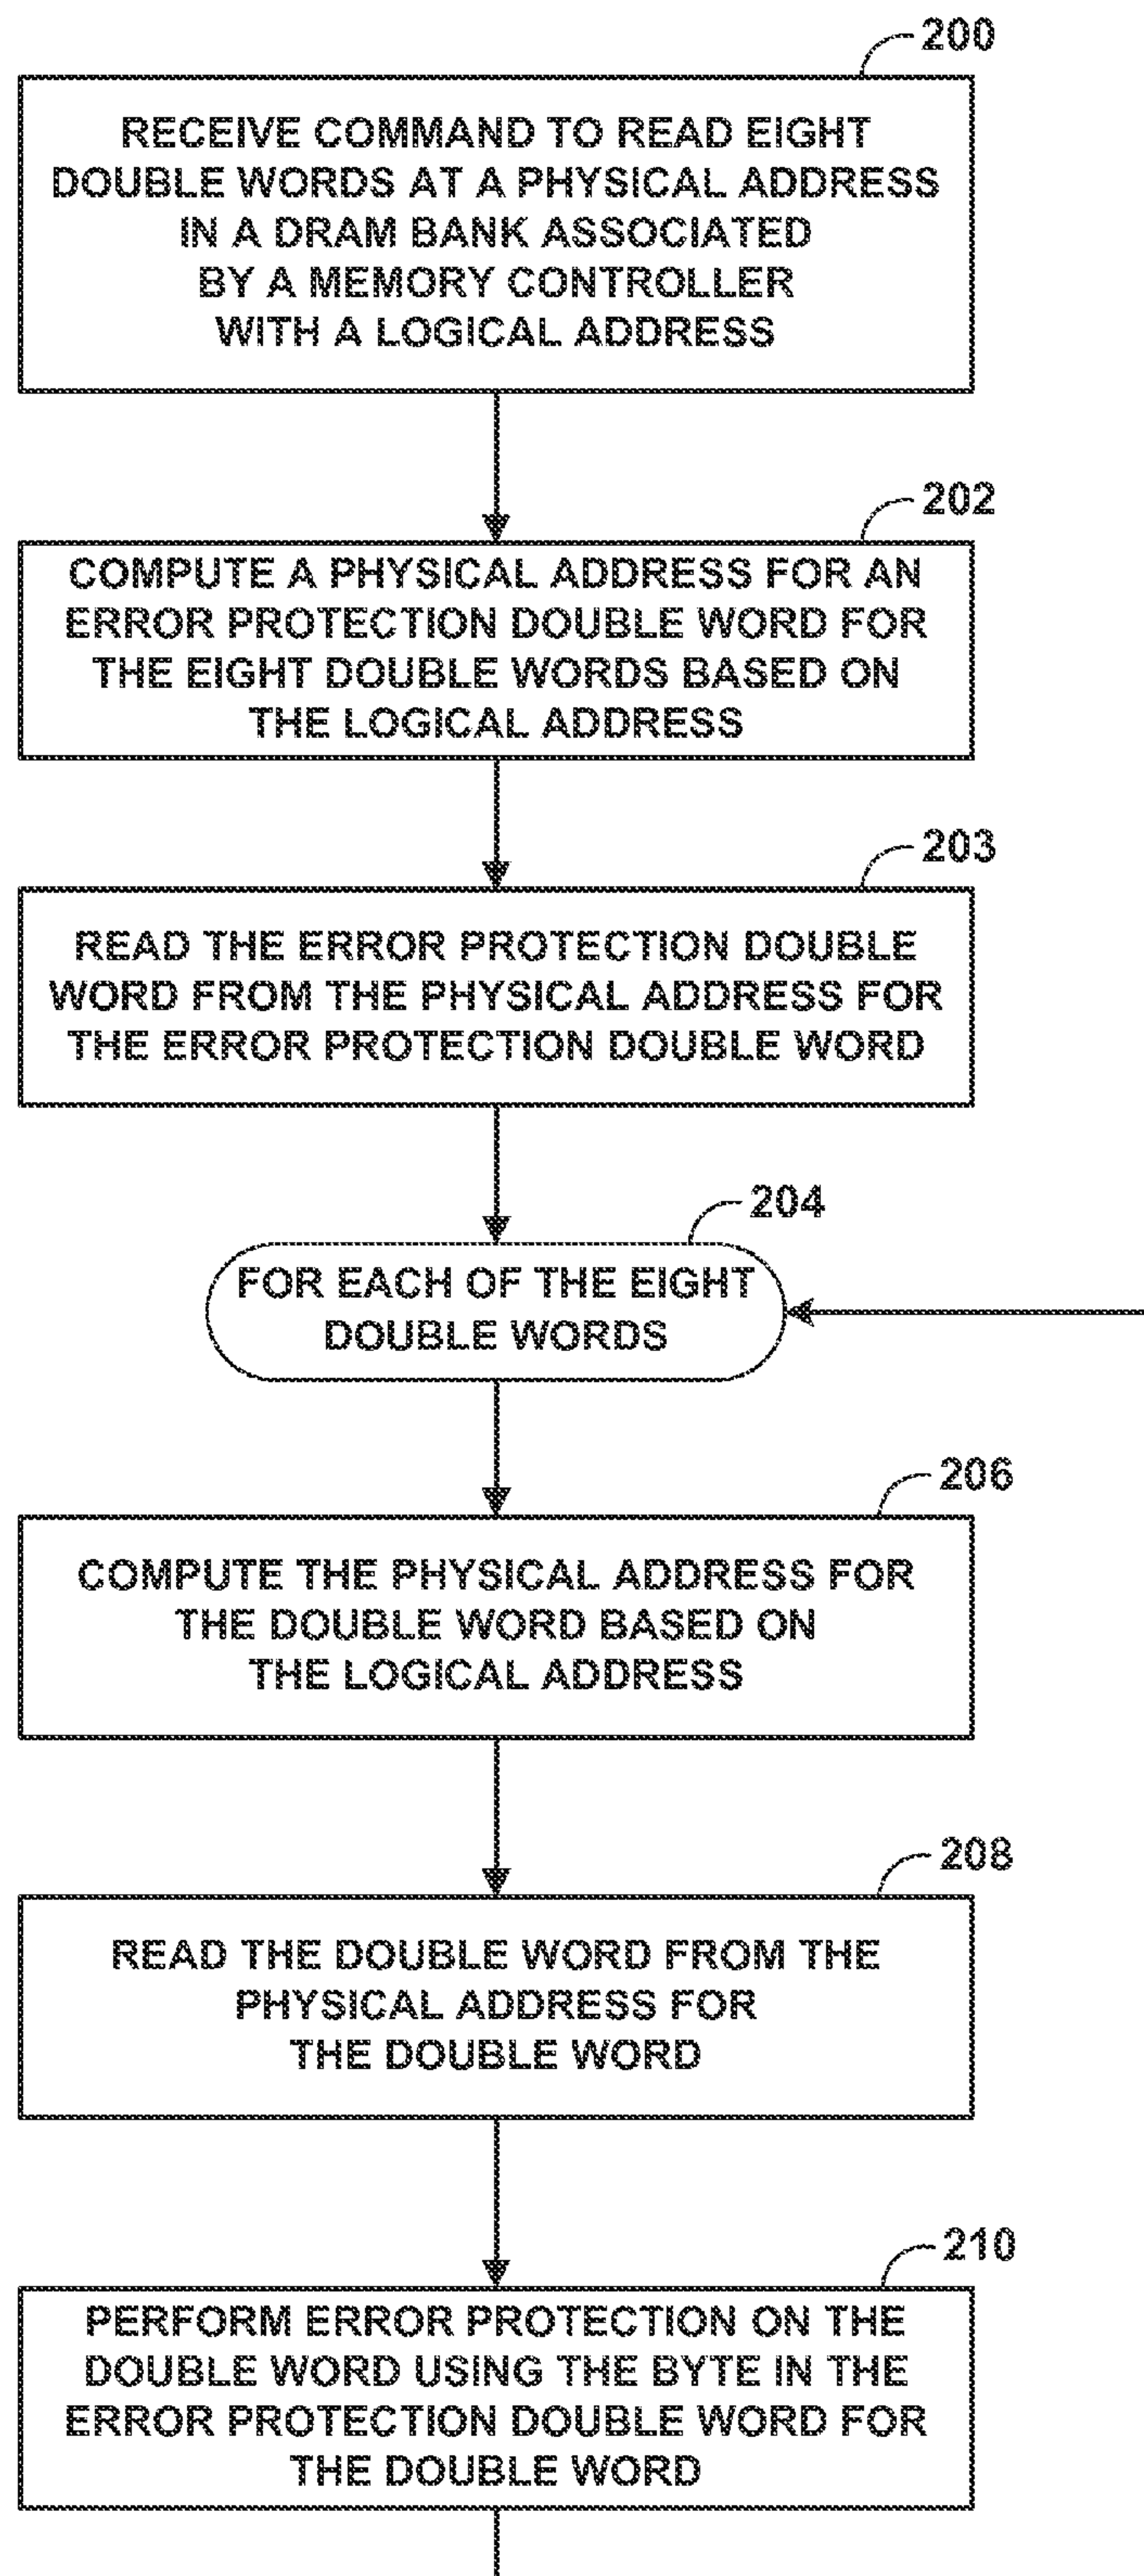 200
RECEIVE COMMAND TO READ EIGHT
DOUBLE WORDS AT A PHYSICAL ADDRESS
IN A DRAM BANK ASSOCIATED
BY A MEMORY CONTROLLER
WITH A LOGICAL ADDRESS
202
COMPUTE A PHYSICAL ADDRESS FOR AN
ERROR PROTECTION DOUBLE WORD FOR
THE EIGHT DOUBLE WORDS BASED ON
THE LOGICAL ADDRESS
203
READ THE ERROR PROTECTION DOUBLE
WORD FROM THE PHYSICAL ADDRESS FOR
THE ERROR PROTECTION DOUBLE WORD
204
FOR EACH OF THE EIGHT
DOUBLE WORDS
206
COMPUTE THE PHYSICAL ADDRESS FOR
THE DOUBLE WORD BASED ON
THE LOGICAL ADDRESS
208
READ THE DOUBLE WORD FROM THE
PHYSICAL ADDRESS FOR
THE DOUBLE WORD
210
PERFORM ERROR PROTECTION ON THE
DOUBLE WORD USING THE BYTE IN THE
ERROR PROTECTION DOUBLE WORD FOR
THE DOUBLE WORD